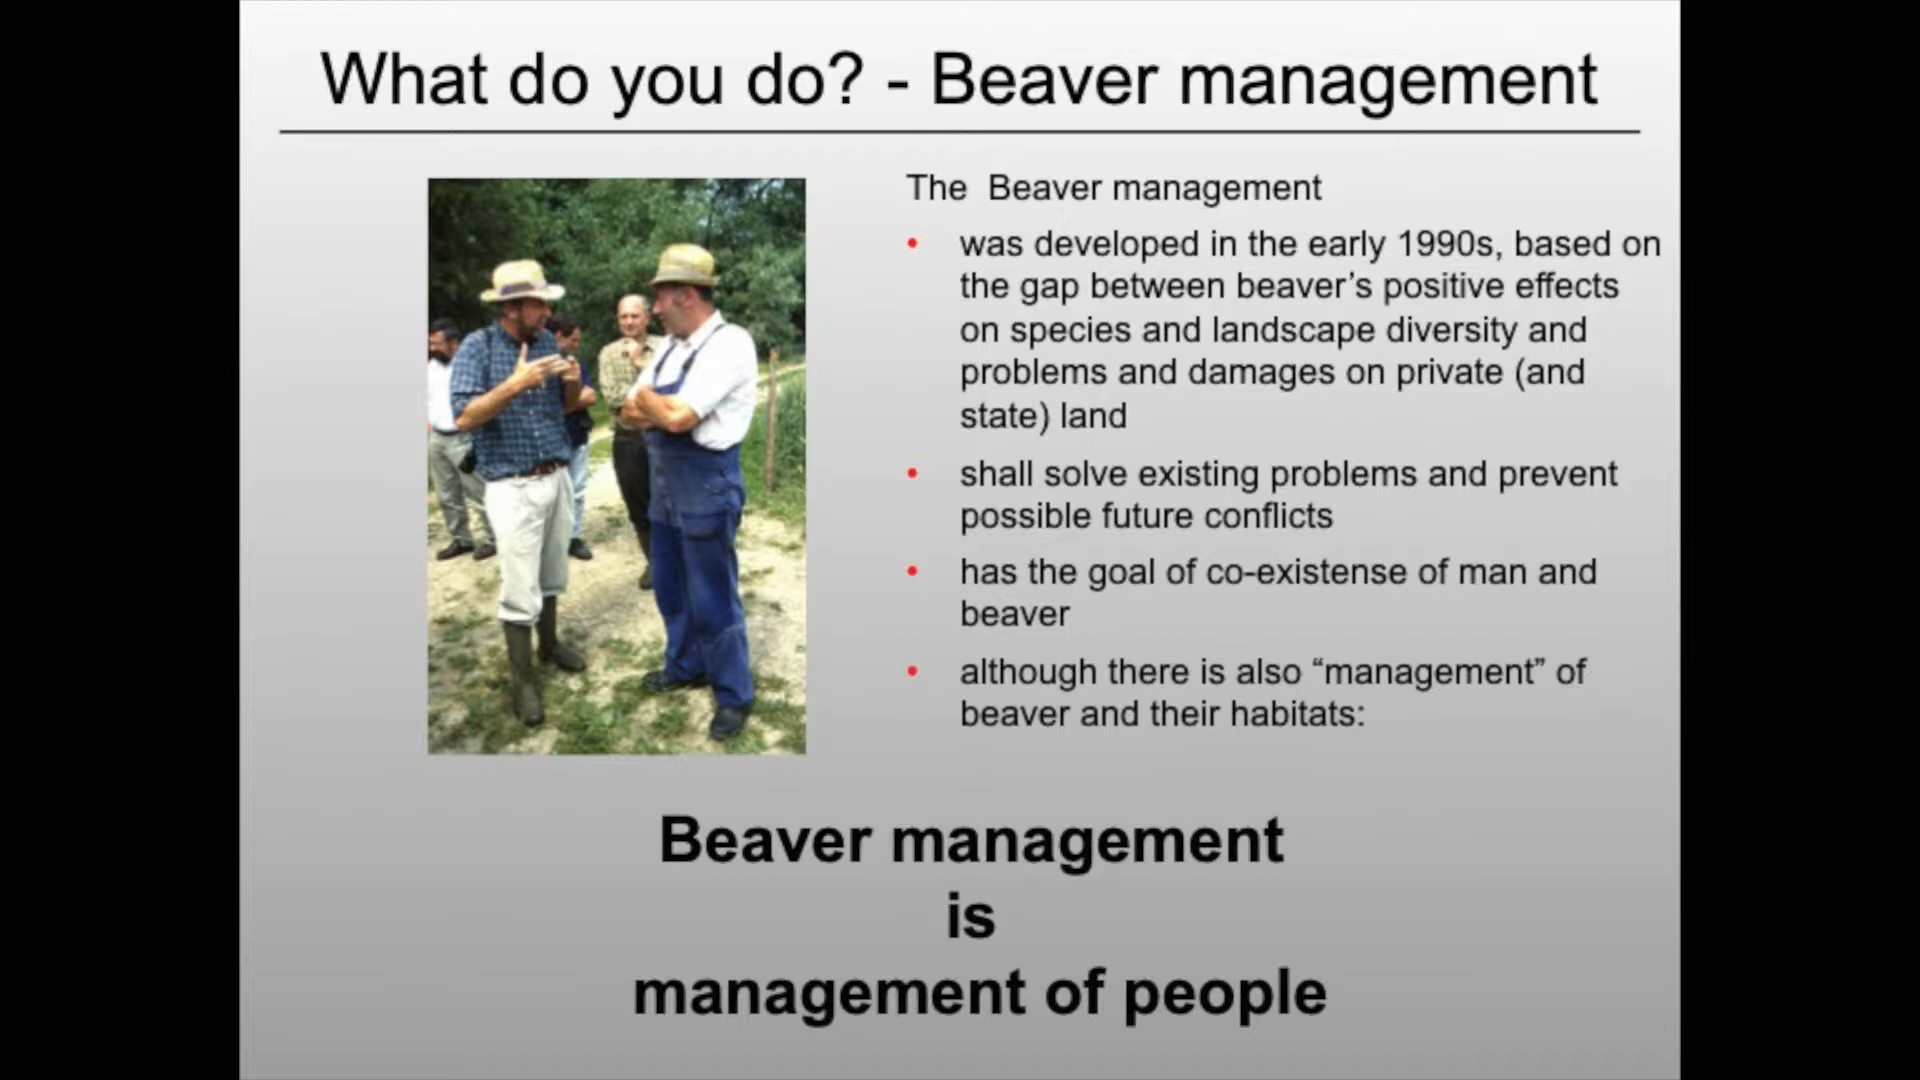 What do you do? - Beaver management
The  Beaver management
• was developed in the early 1990s, based on
the gap between beaver’s positive effects
on species and landscape diversity and
problems and damages on private (and
state) land
• shall solve existing problems and prevent
possible future conflicts
• has the goal of co-existense of man and
beaver
• although there is also “management” of
beaver and their habitats:
Beaver management
is
management of people